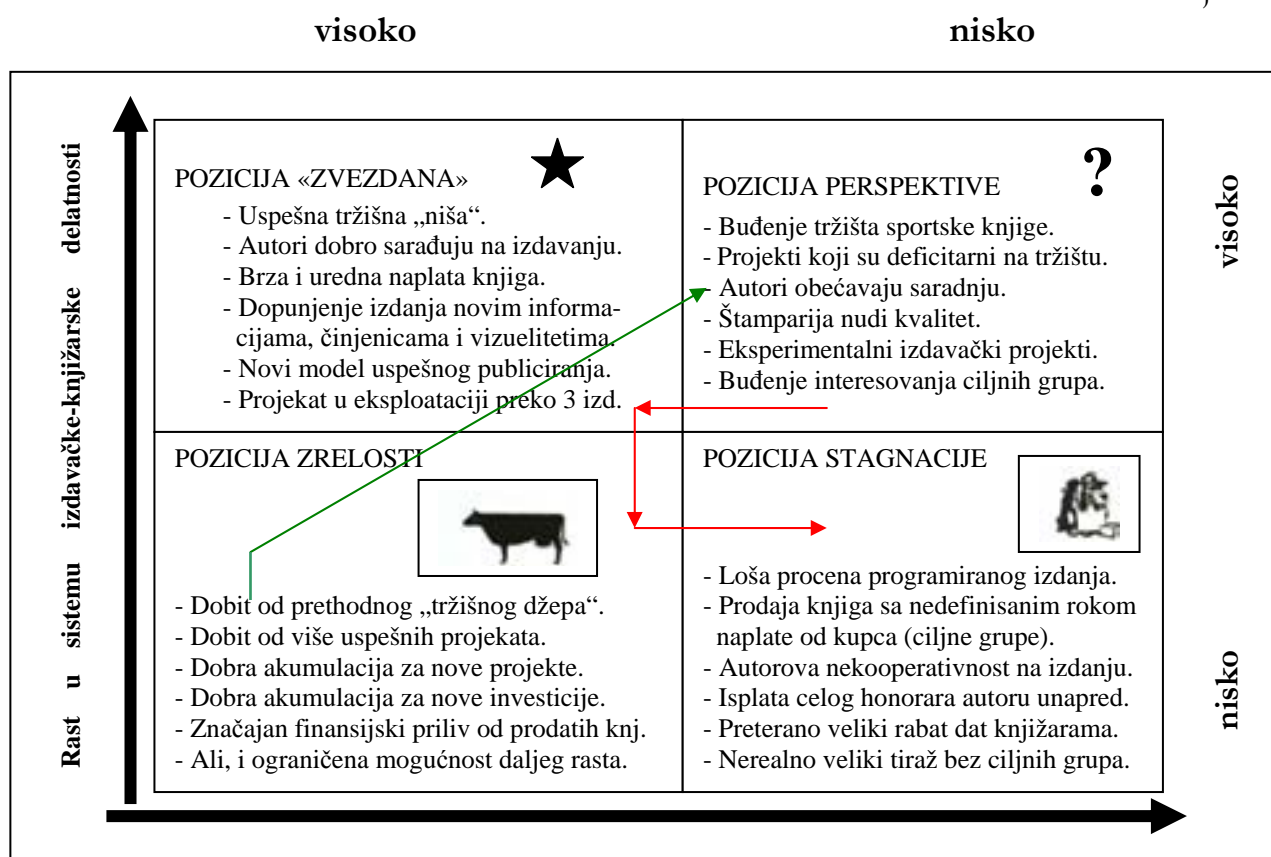 visoko
nisko
Rast u sistemu izdavačke-knjižarske delatnosti
POZICIJA «ZVEZDANA»
- Uspešna tržišna „niša“.
- Autori dobro sarađuju na izdavanju.
- Brza i uredna naplata knjiga.
- Dopunjenje izdanja novim informa-
cijama, činjenicama i vizuelitetima.
- Novi model uspešnog publiciranja.
- Projekat u eksploataciji preko 3 izd.
?
POZICIJA PERSPEKTIVE
- Buđenje tržišta sportske knjige.
- Projekti koji su deficitarni na tržištu.
- Autori obećavaju saradnju.
- Štamparija nudi kvalitet.
- Eksperimentalni izdavački projekti.
- Buđenje interesovanja ciljnih grupa.
visoko
POZICIJA ZRELOSTI
- Dobit od prethodnog „tržišnog džepa“.
- Dobit od više uspešnih projekata.
- Dobra akumulacija za nove projekte.
- Dobra akumulacija za nove investicije.
- Značajan finansijski priliv od prodatih knj.
- Ali, i ograničena mogućnost daljeg rasta.
POZICIJA STAGNACIJE
- Loša procena programiranog izdanja.
- Prodaja knjiga sa nedefinisanim rokom
naplate od kupca (ciljne grupe).
- Autorova nekooperativnost na izdanju.
- Isplata celog honorara autoru unapred.
- Preterano veliki rabat dat knjižarama.
- Nerealno veliki tiraž bez ciljnih grupa.
nisko